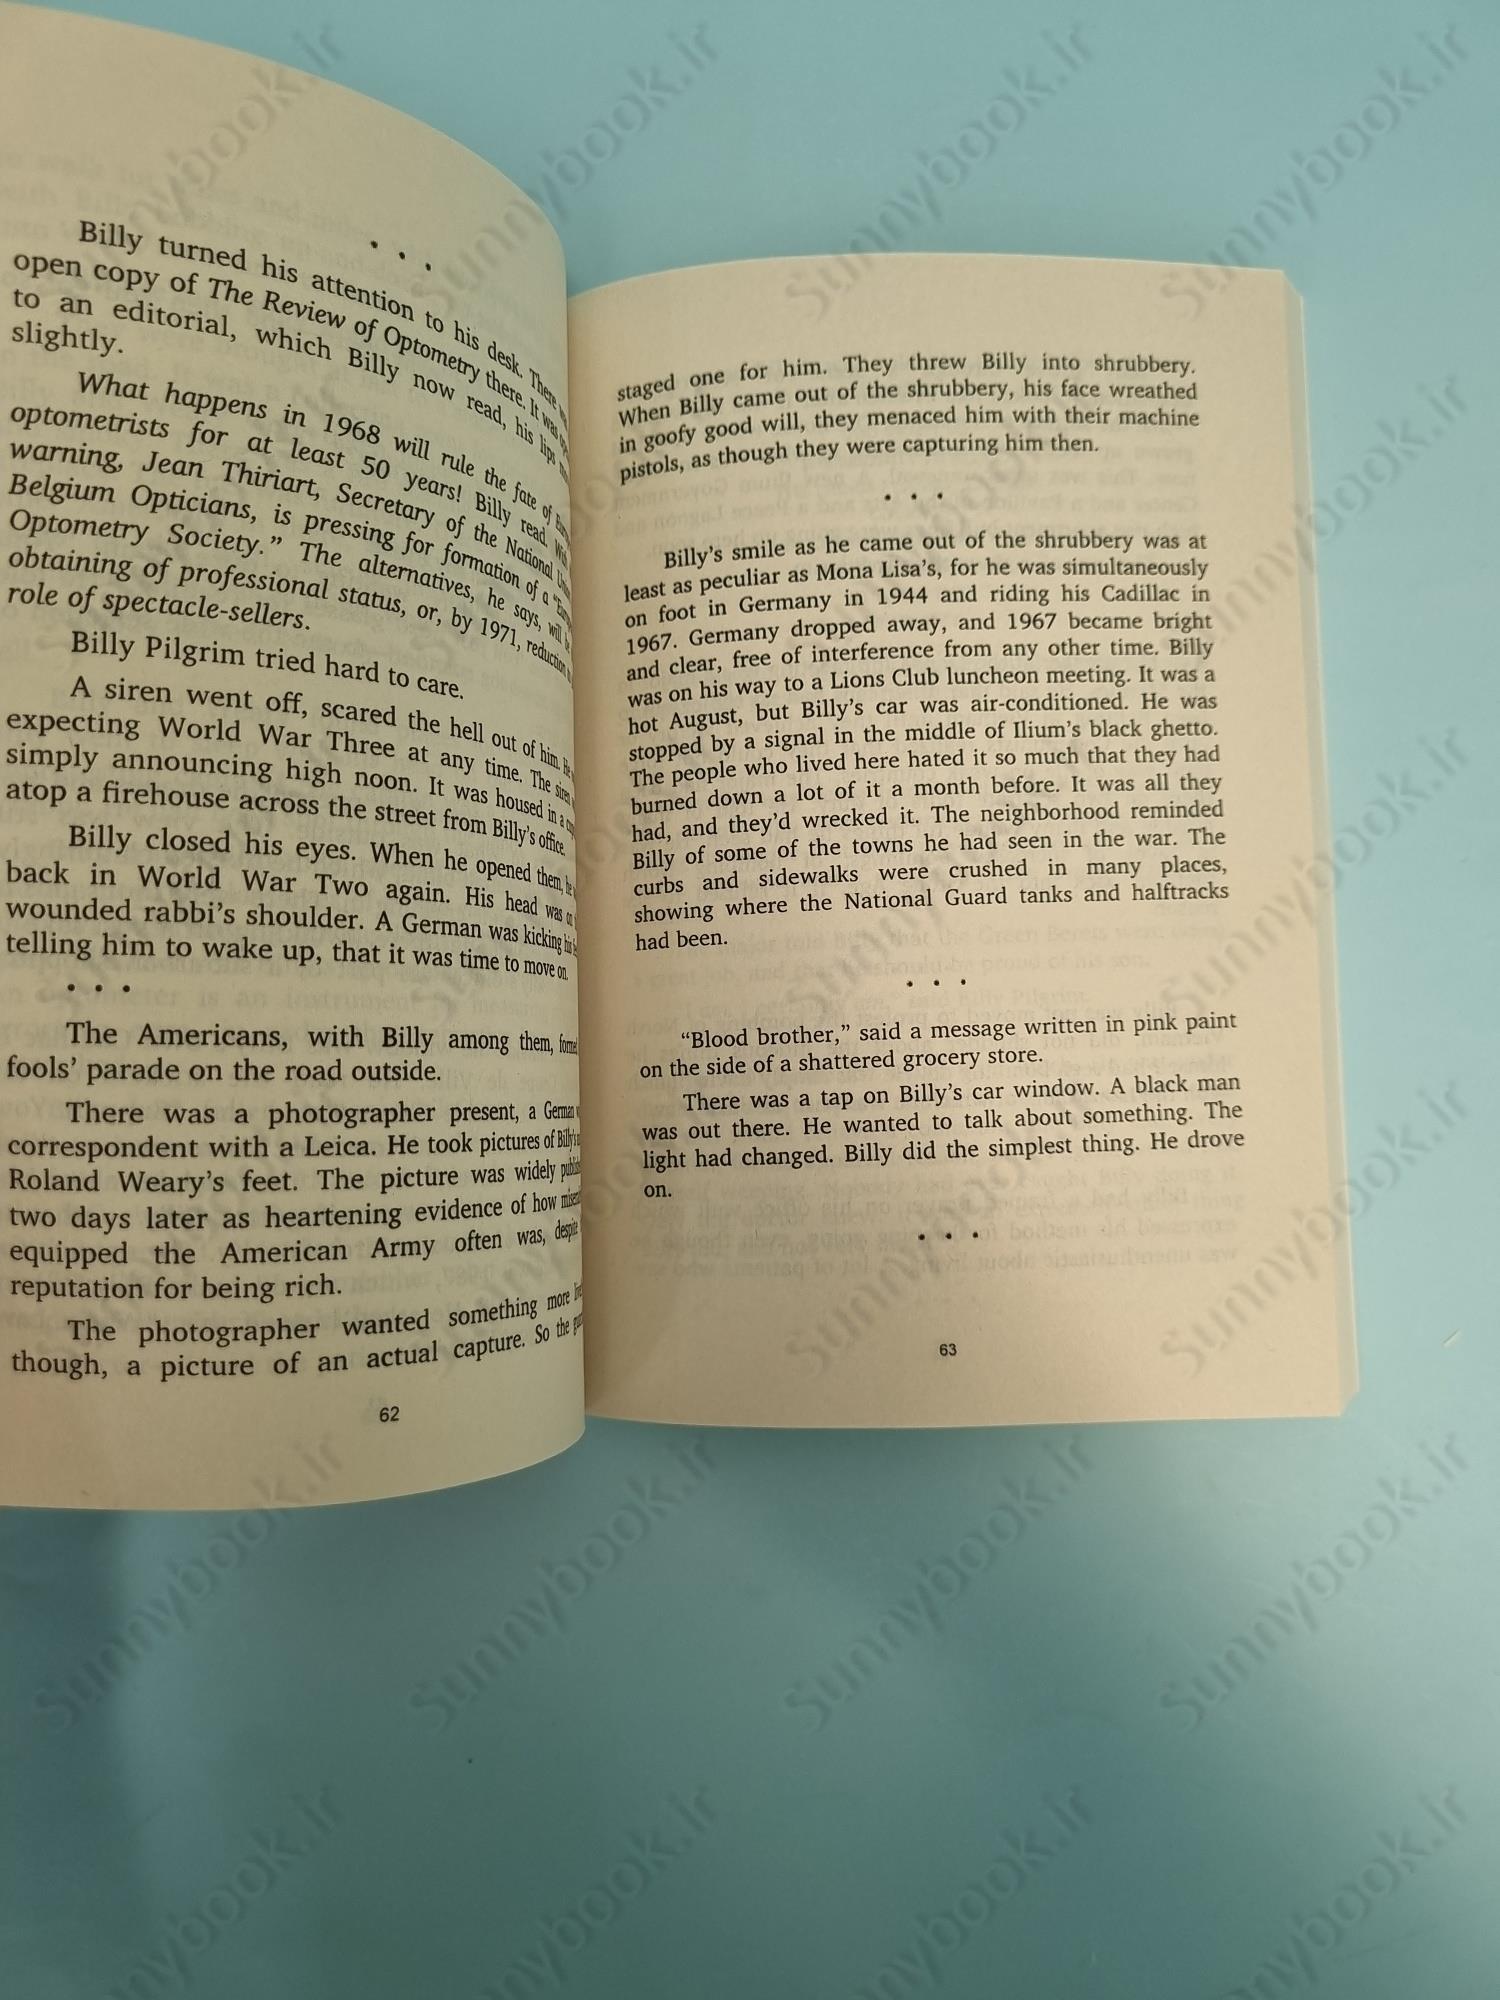 • • •
Billy turned his attention to his desk. There was
open copy of The Review of Optometry there. It was
to an editorial, which Billy now read, his lips
slightly.
What happens in 1968 will rule the fate of
optometrists for at least 50 years! Billy read. With
warning, Jean Thiriart, Secretary of the National
Belgium Opticians, is pressing for formation of a
Optometry Society.” The alternatives, he says, will be
obtaining of professional status, or, by 1971, reduction
role of spectacle-sellers.
Billy Pilgrim tried hard to care.
A siren went off, scared the hell out of him. He
expecting World War Three at any time. The siren
simply announcing high noon. It was housed in a
atop a firehouse across the street from Billy’s office.
Billy closed his eyes. When he opened them, he
back in World War Two again. His head was on
wounded rabbi’s shoulder. A German was kicking his
telling him to wake up, that it was time to move on.
• • •
The Americans, with Billy among them,
fools’ parade on the road outside.
There was a photographer present, a German
correspondent with a Leica. He took pictures of Billy’s
Roland Weary’s feet. The picture was widely
two days later as heartening evidence of how
equipped the American Army often was, despite
reputation for being rich.
The photographer wanted something more
though, a picture of an actual capture. So the
62
staged one for him. They threw Billy into shrubbery.
When Billy came out of the shrubbery, his face wreathed
in goofy good will, they menaced him with their machine
pistols, as though they were capturing him then.
• • •
Billy’s smile as he came out of the shrubbery was at
least as peculiar as Mona Lisa’s, for he was simultaneously
on foot in Germany in 1944 and riding his Cadillac in
1967. Germany dropped away, and 1967 became bright
and clear, free of interference from any other time. Billy
was on his way to a Lions Club luncheon meeting. It was a
hot August, but Billy’s car was air-conditioned. He was
stopped by a signal in the middle of Ilium’s black ghetto.
The people who lived here hated it so much that they had
burned down a lot of it a month before. It was all they
had, and they’d wrecked it. The neighborhood reminded
Billy of some of the towns he had seen in the war. The
curbs and sidewalks were crushed in many places,
showing where the National Guard tanks and halftracks
had been.
• • •
“Blood brother,” said a message written in pink paint
on the side of a shattered grocery store.
There was a tap on Billy’s car window. A black man
was out there. He wanted to talk about something. The
light had changed. Billy did the simplest thing. He drove
on.
• • •
63
Sunnybook.ir